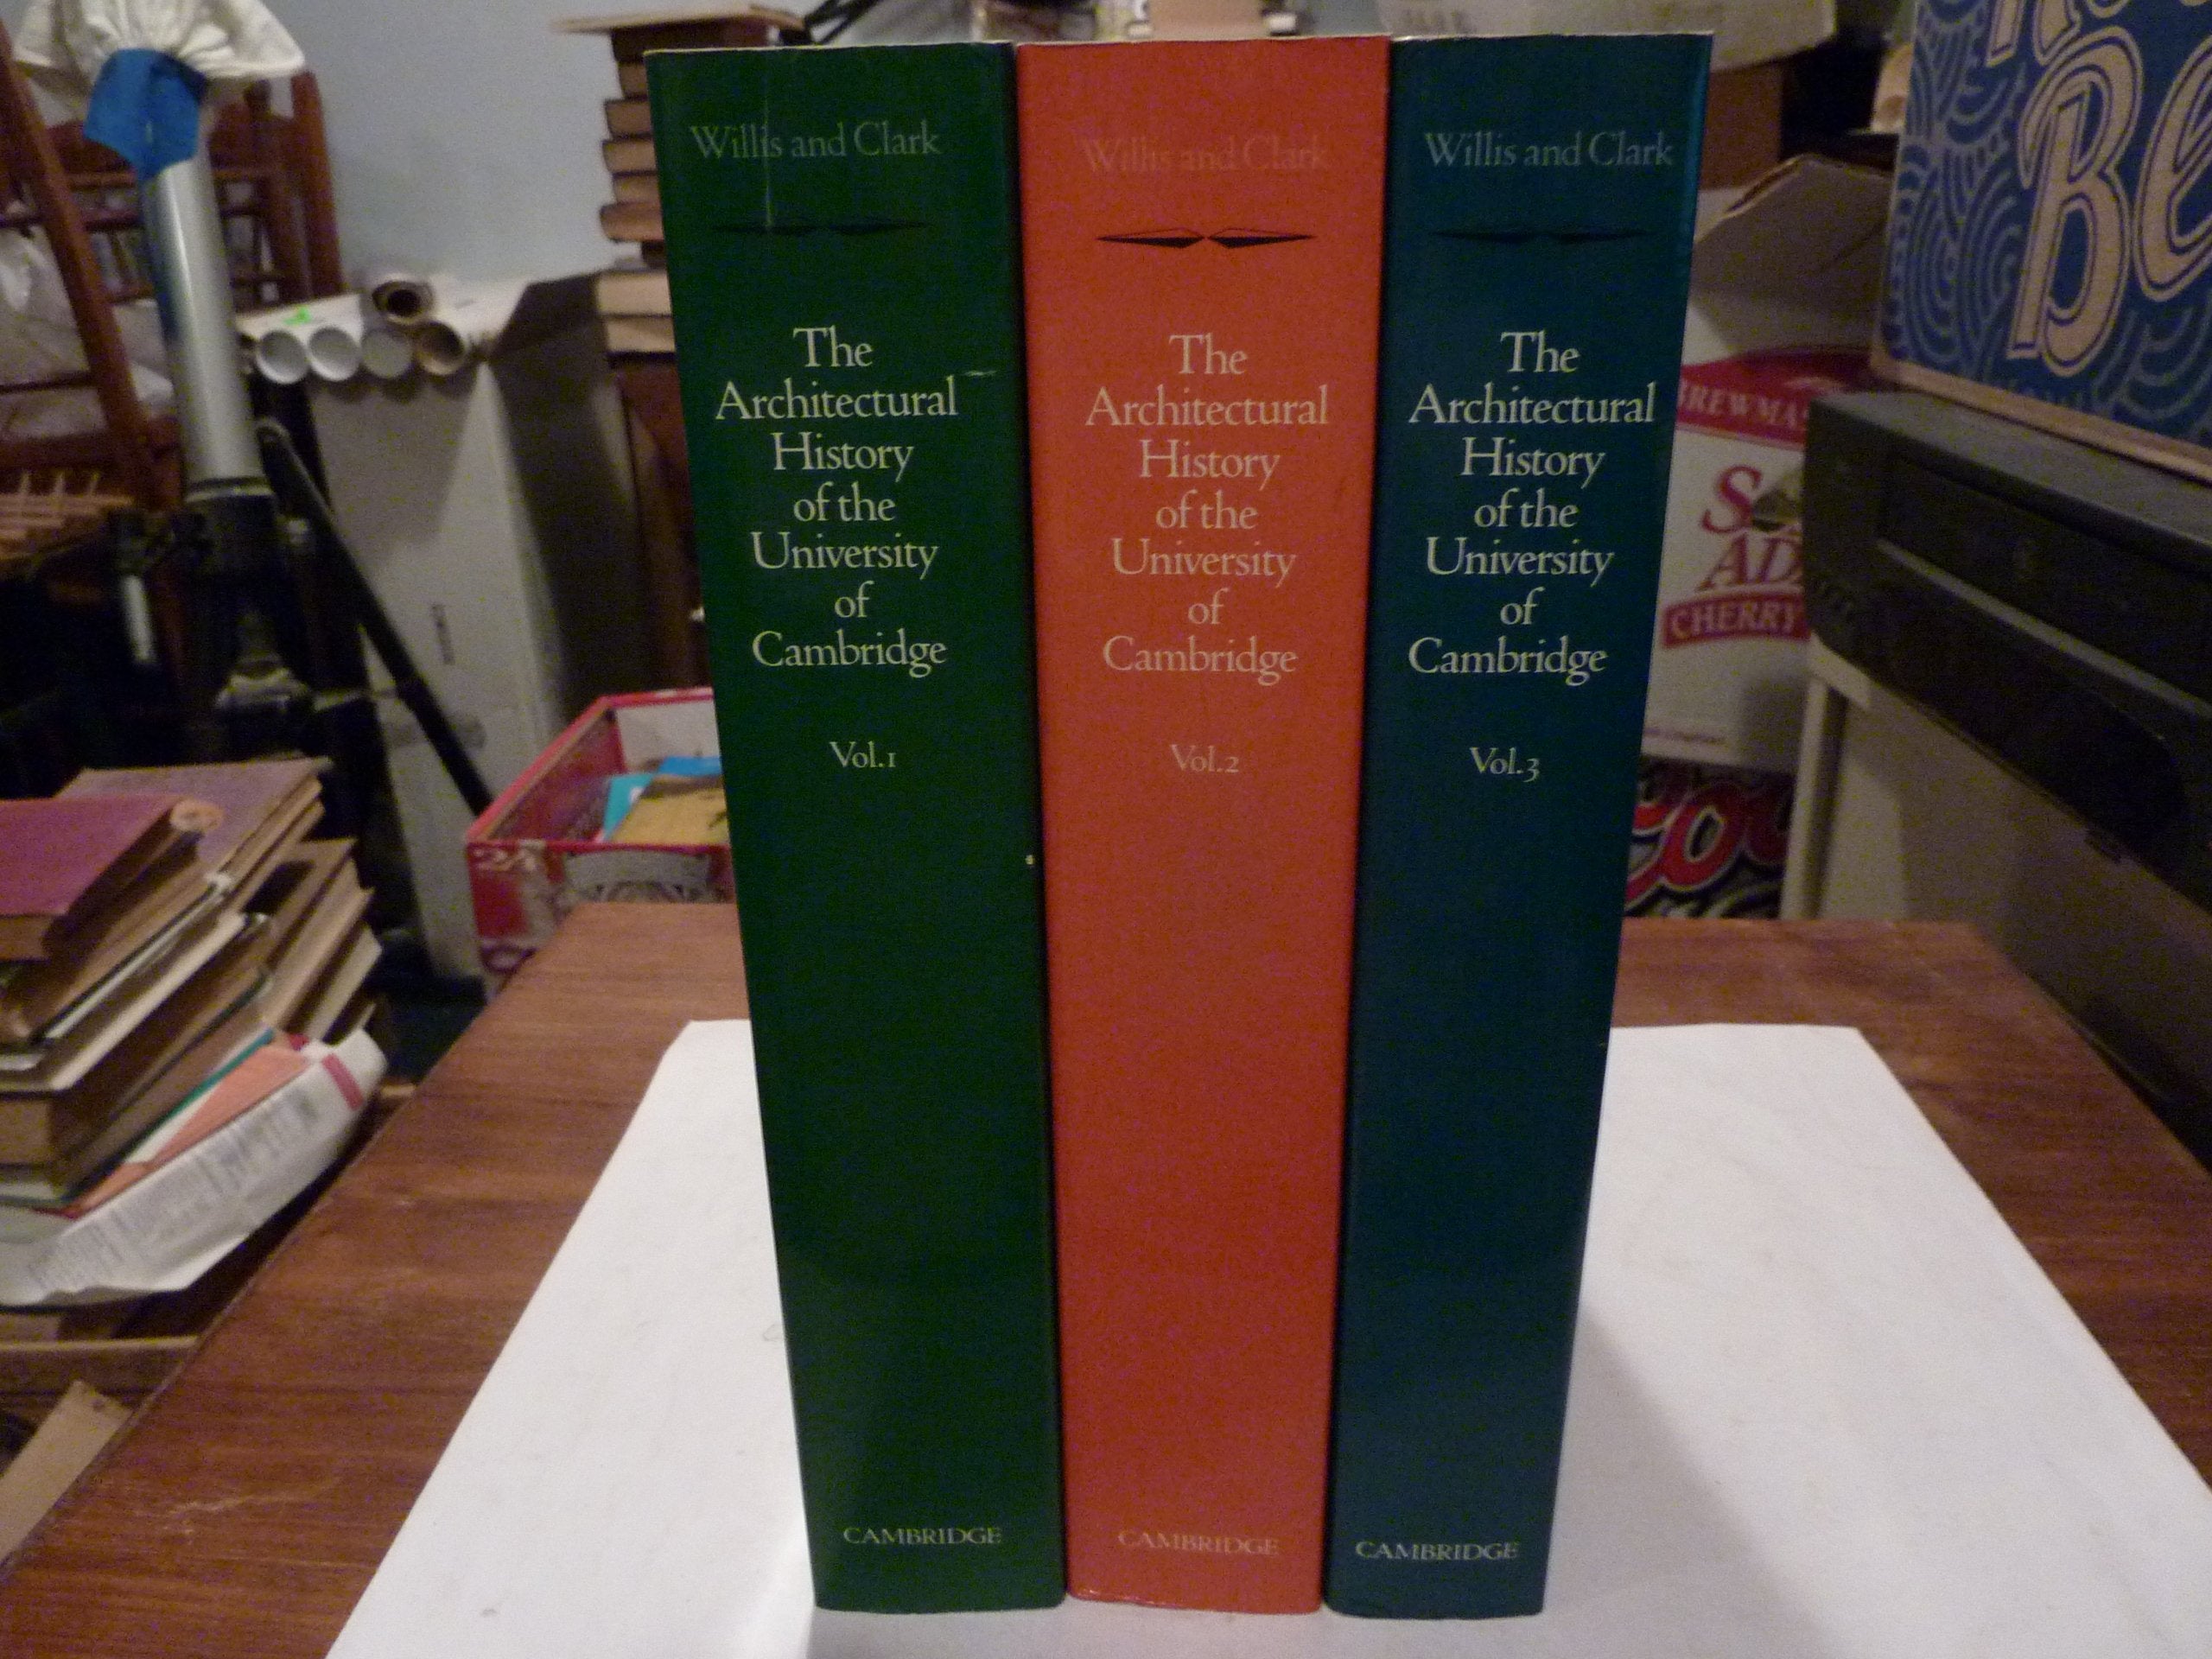 Willis and Clark
The
Architectural
History
of the
University
of
Cambridge
Vol.1
CAMBRIDGE
Willis and Clark
The
Architectural
History
of the
University
of
Cambridge
Vol.2
CAMBRIDGE
Willis and Clark
The
Architectural
History
of the
University
of
Cambridge
Vol.3
CAMBRIDGE
CHERRY